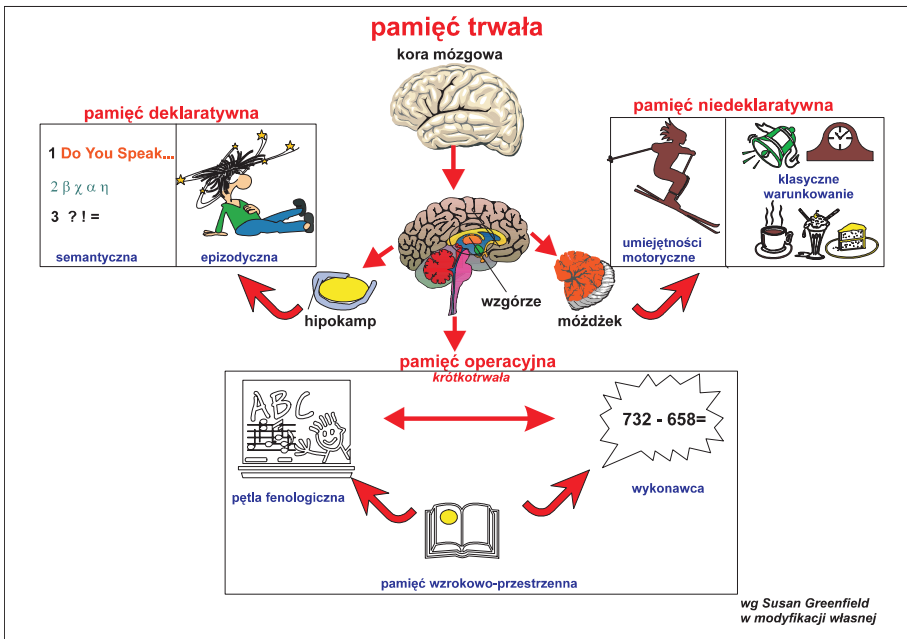 pamięć trwała
kora mózgowa
pamięć deklaratywna
1 Do You Speak...
2 β χ α η
3 ? ! =
semantyczna
epizodyczna
pamięć niedeklaratywna
umiejętności
motoryczne
klasyczne
warunkowanie
hipokamp
wzgórze
móżdżek
pamięć operacyjna
krótkotrwała
ABC
pętla fenologiczna
732 - 658=
wykonawca
pamięć wzrokowo-przestrzenna
wg Susan Greenfield
w modyfikacji własnej